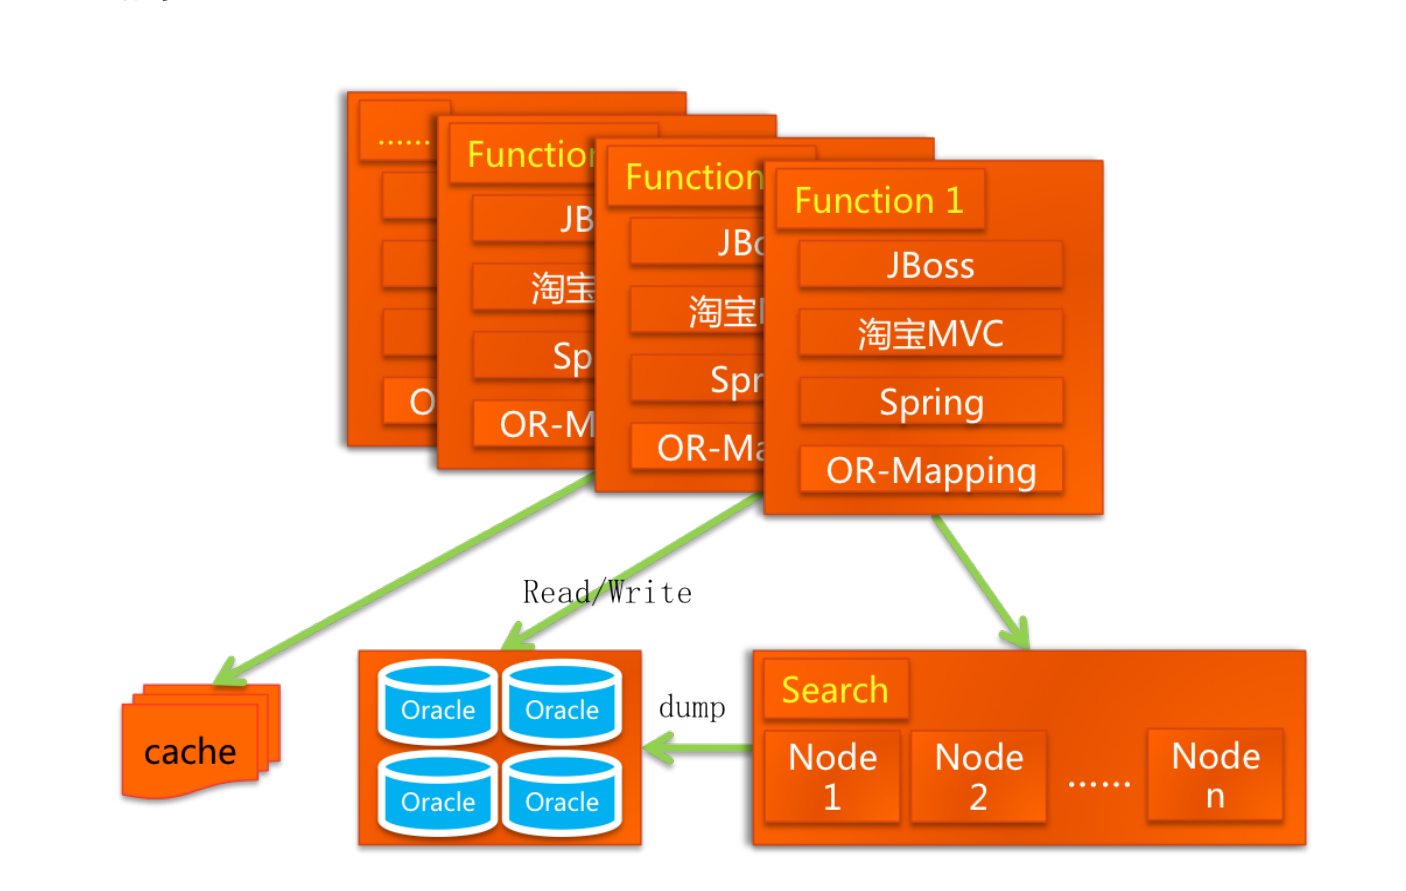 ......
Function
JB
淘宝
Sp
OR-M
Function
JBo
淘宝
Spr
OR-Ma
Function 1
JBoss
淘宝MVC
Spring
OR-Mapping
O
Read/Write
cache
Oracle
Oracle
Oracle
Oracle
dump
Search
Node
1
Node
2
......
Node
n